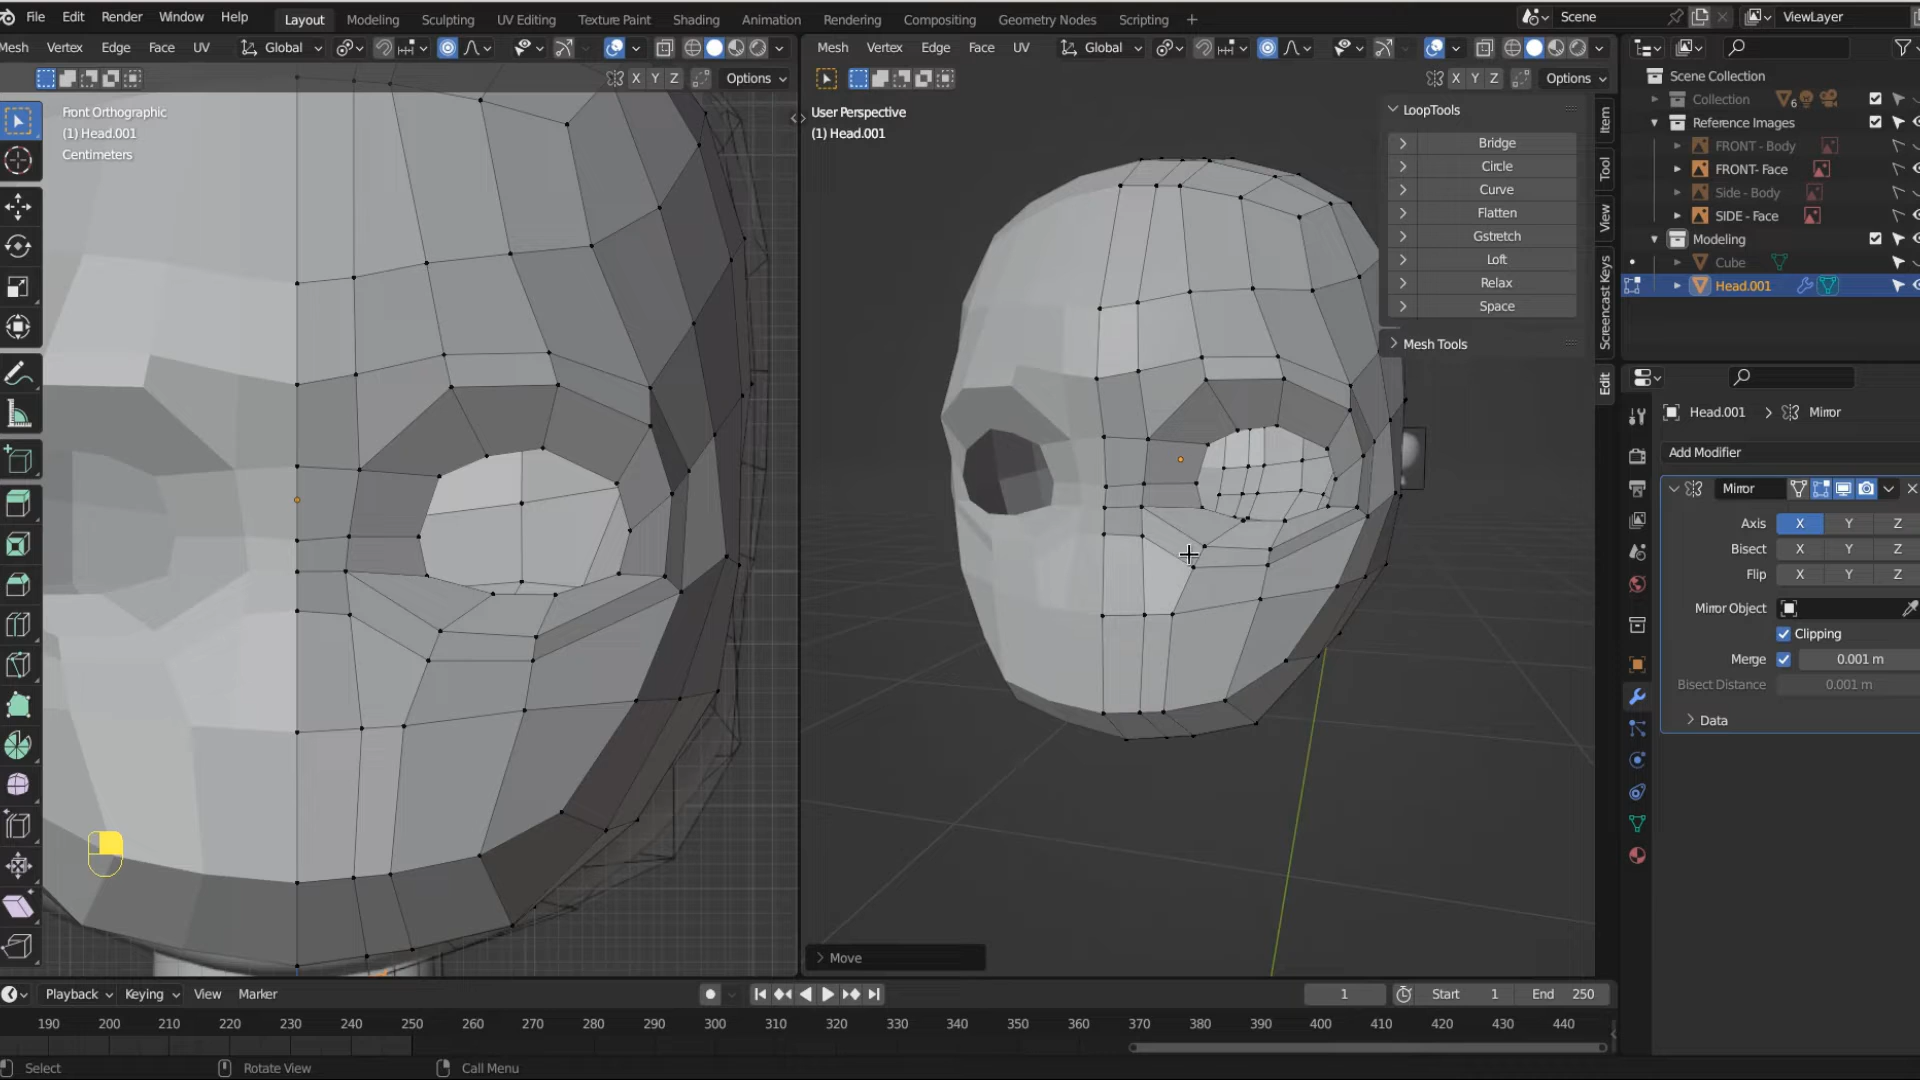 File Edit Render Window Help Layout Modeling Sculpting UV Editing Texture Paint Shading Animation Rendering Compositing Geometry Nodes Scripting + Scene ViewLayer
Mesh Vertex Edge Face UV Global
Mesh Vertex Edge Face UV Global
X Y Z Options
X Y Z Options
Front Orthographic
(1) Head.001
Centimeters
User Perspective
(1) Head.001
LoopTools
Bridge
Circle
Curve
Flatten
Gstretch
Loft
Relax
Space
Mesh Tools
Item
Tool
View
Screencast Keys
Edit
Scene Collection
Collection 6
Reference Images
FRONT - Body
FRONT- Face
Side - Body
SIDE - Face
Modeling
Cube
Head.001
Head.001 > Mirror
Add Modifier
Mirror
Axis X Y Z
Bisect X Y Z
Flip X Y Z
Mirror Object
Clipping
Merge 0.001 m
Bisect Distance 0.001 m
Data
Move
Playback Keying View Marker 1 Start 1 End 250
190 200 210 220 230 240 250 260 270 280 290 300 310 320 330 340 350 360 370 380 390 400 410 420 430 440
Select Rotate View Call Menu